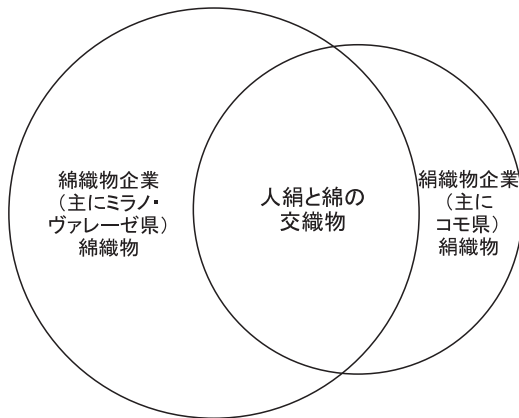 綿織物企業
（主にミラノ・
ヴァレーゼ県）
綿織物
人絹と綿の
交織物
絹織物企業
（主に
コモ県）
絹織物